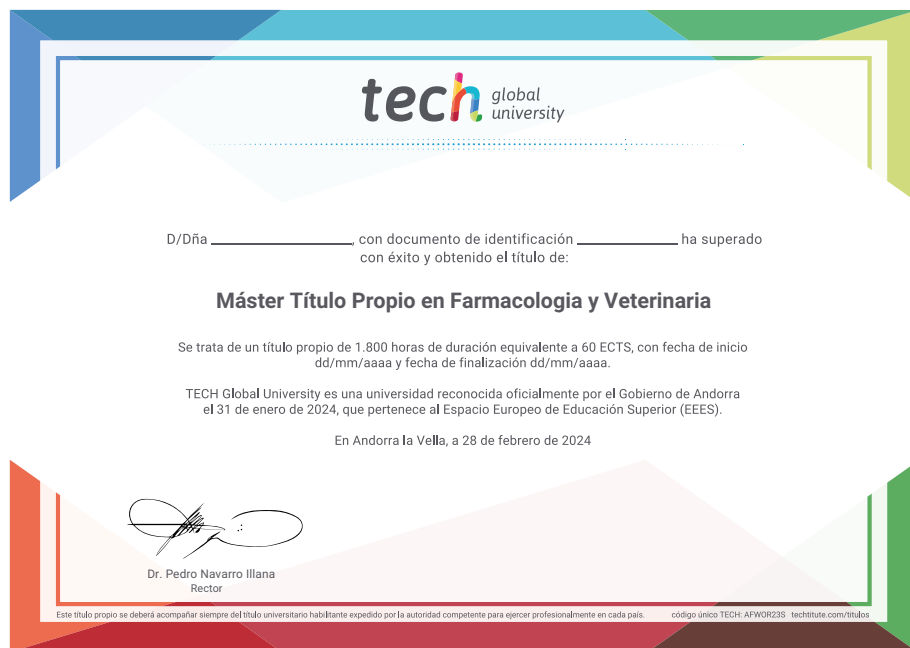 tech global university
D/Dña ________________, con documento de identificación ____________ ha superado
con éxito y obtenido el título de:
Máster Título Propio en Farmacologia y Veterinaria
Se trata de un título propio de 1.800 horas de duración equivalente a 60 ECTS, con fecha de inicio
dd/mm/aaaa y fecha de finalización dd/mm/aaaa.
TECH Global University es una universidad reconocida oficialmente por el Gobierno de Andorra
el 31 de enero de 2024, que pertenece al Espacio Europeo de Educación Superior (EEES).
En Andorra la Vella, a 28 de febrero de 2024
Dr. Pedro Navarro Illana
Rector
Este título propio se deberá acompañar siempre del título universitario habilitante expedido por la autoridad competente para ejercer profesionalmente en cada país. código único TECH: AFWOR23S techtitute.com/titulos